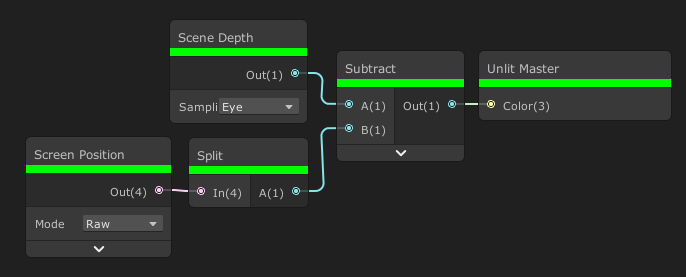 Scene Depth
Out(1)
Sampli Eye
Subtract
A(1) Out(1)
B(1)
Unlit Master
Color(3)
Screen Position
Out(4)
Mode Raw
Split
In(4) A(1)